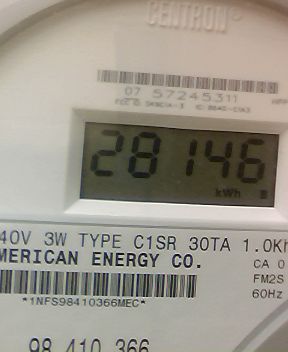 CENTRON®
07 57245311
28146
kWh
40V 3W TYPE C1SR 30TA 1.0Kh
MERICAN ENERGY CO.
CA 0
FM2S
60Hz
*1NFS98410366MEC*
98 410 366